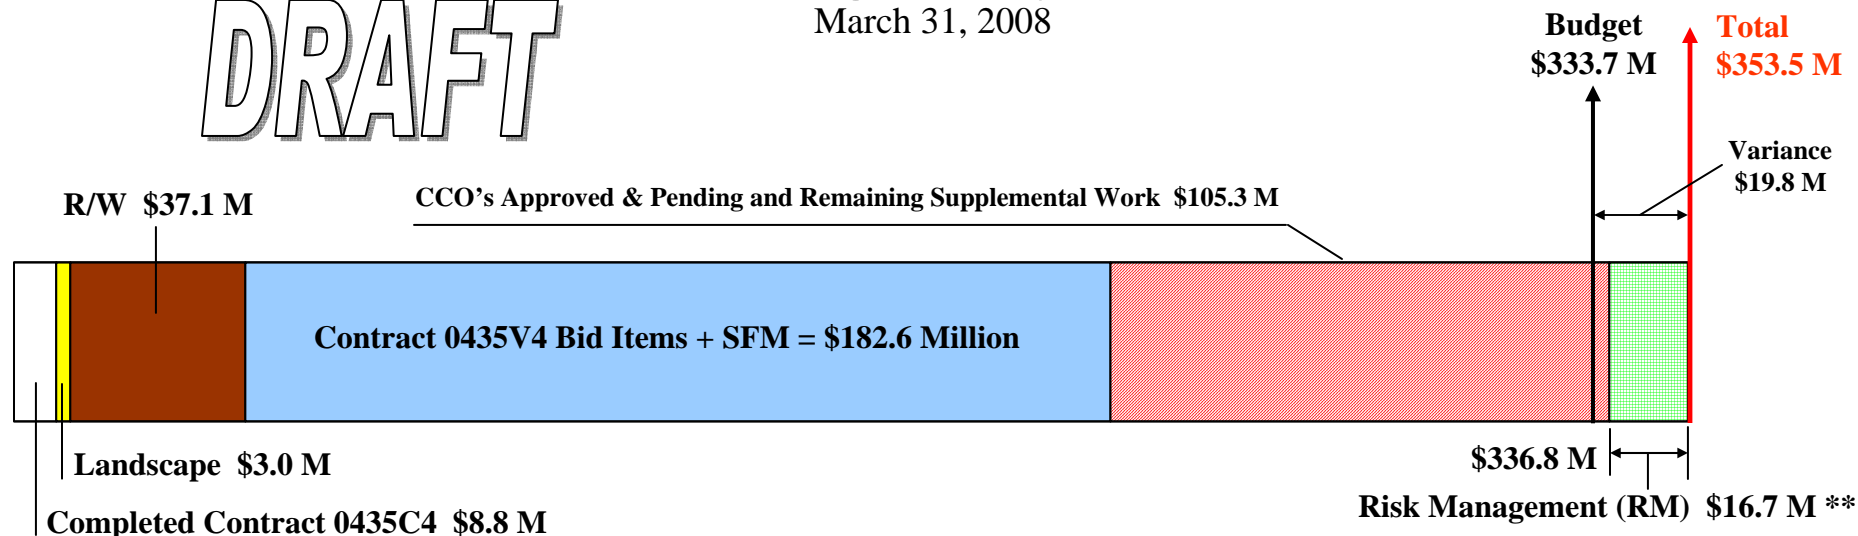 DRAFT
March 31, 2008
Budget
$333.7 M
Total
$353.5 M
Variance
$19.8 M
R/W $37.1 M
CCO's Approved & Pending and Remaining Supplemental Work $105.3 M
Contract 0435V4 Bid Items + SFM = $182.6 Million
Landscape $3.0 M
$336.8 M
Risk Management (RM) $16.7 M **
Completed Contract 0435C4 $8.8 M